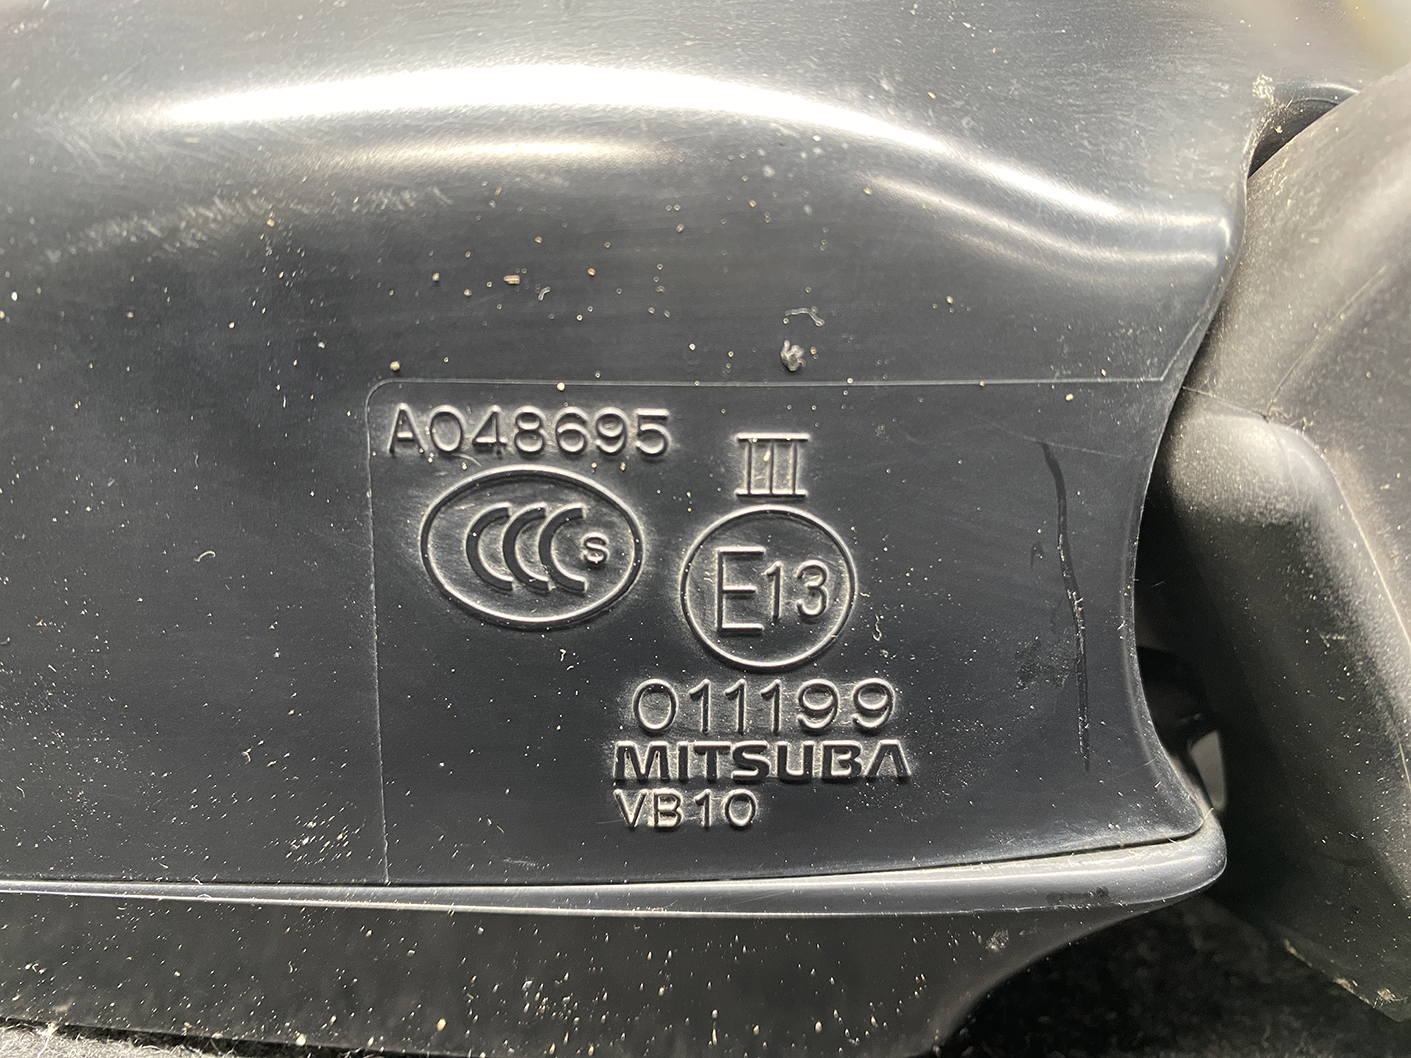 A048695
CCC S
III
E13
011199
MITSUBA
VB10